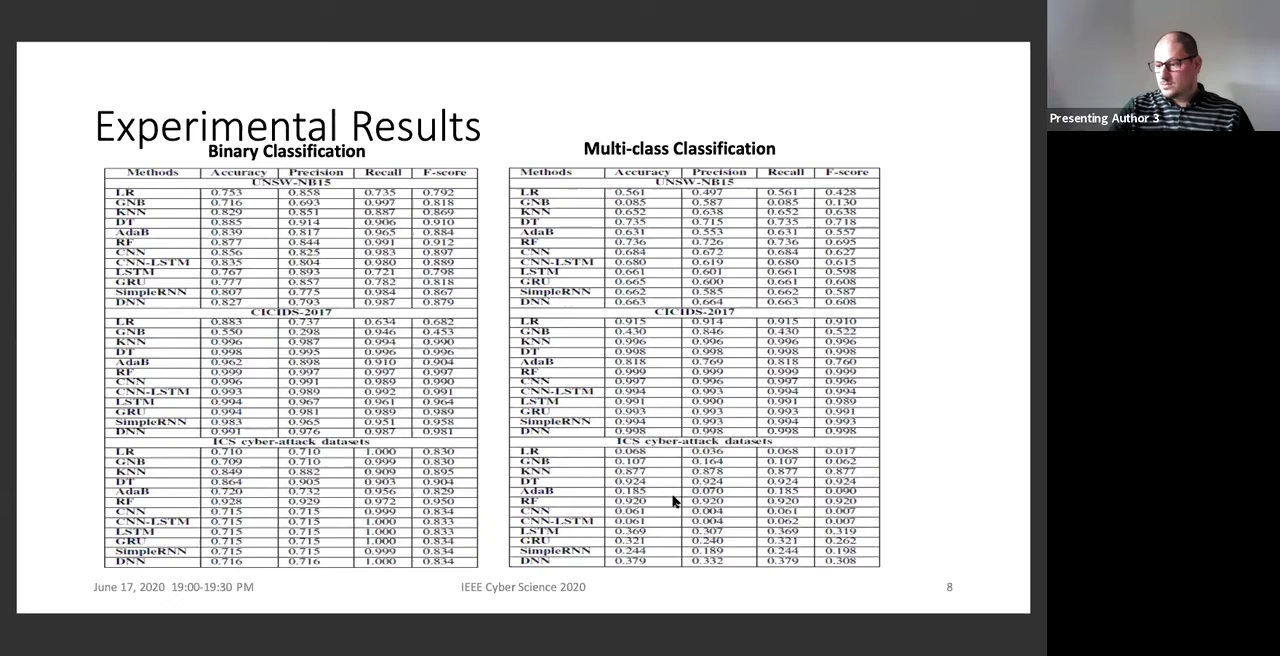 Presenting Author 3
Experimental Results
Binary Classification
Methods Accuracy Precision Recall F-score
UNSW-NB15
LR 0.753 0.858 0.735 0.792
GNB 0.716 0.693 0.997 0.818
KNN 0.829 0.851 0.887 0.869
DT 0.885 0.914 0.906 0.910
AdaB 0.839 0.817 0.965 0.884
RF 0.877 0.844 0.991 0.912
CNN 0.856 0.825 0.983 0.897
CNN-LSTM 0.835 0.804 0.980 0.889
LSTM 0.767 0.893 0.721 0.798
GRU 0.777 0.857 0.782 0.818
SimpleRNN 0.807 0.775 0.984 0.867
DNN 0.827 0.793 0.987 0.879
CICIDS-2017
LR 0.883 0.737 0.634 0.682
GNB 0.550 0.298 0.946 0.453
KNN 0.996 0.987 0.994 0.990
DT 0.998 0.995 0.996 0.996
AdaB 0.962 0.898 0.910 0.904
RF 0.999 0.997 0.997 0.997
CNN 0.996 0.991 0.989 0.990
CNN-LSTM 0.993 0.989 0.992 0.991
LSTM 0.994 0.967 0.961 0.964
GRU 0.994 0.981 0.989 0.989
SimpleRNN 0.983 0.965 0.951 0.958
DNN 0.991 0.976 0.987 0.981
ICS cyber-attack datasets
LR 0.710 0.710 1.000 0.830
GNB 0.709 0.710 0.999 0.830
KNN 0.849 0.882 0.909 0.895
DT 0.864 0.905 0.903 0.904
AdaB 0.720 0.732 0.956 0.829
RF 0.928 0.929 0.972 0.950
CNN 0.715 0.715 0.999 0.834
CNN-LSTM 0.715 0.715 1.000 0.833
LSTM 0.715 0.715 1.000 0.833
GRU 0.715 0.715 1.000 0.834
SimpleRNN 0.715 0.715 0.999 0.834
DNN 0.716 0.716 1.000 0.834
Multi-class Classification
Methods Accuracy Precision Recall F-score
UNSW-NB15
LR 0.561 0.497 0.561 0.428
GNB 0.085 0.587 0.085 0.130
KNN 0.652 0.638 0.652 0.638
DT 0.735 0.715 0.735 0.718
AdaB 0.631 0.553 0.631 0.557
RF 0.736 0.726 0.736 0.695
CNN 0.684 0.672 0.684 0.627
CNN-LSTM 0.680 0.619 0.680 0.615
LSTM 0.661 0.601 0.661 0.598
GRU 0.665 0.600 0.661 0.608
SimpleRNN 0.662 0.585 0.662 0.587
DNN 0.663 0.664 0.663 0.608
CICIDS-2017
LR 0.915 0.914 0.915 0.910
GNB 0.430 0.846 0.430 0.522
KNN 0.996 0.996 0.996 0.996
DT 0.998 0.998 0.998 0.998
AdaB 0.818 0.769 0.818 0.760
RF 0.999 0.999 0.999 0.999
CNN 0.997 0.996 0.997 0.996
CNN-LSTM 0.994 0.993 0.994 0.994
LSTM 0.991 0.990 0.991 0.989
GRU 0.993 0.993 0.993 0.991
SimpleRNN 0.994 0.993 0.994 0.993
DNN 0.998 0.998 0.998 0.998
ICS cyber-attack datasets
LR 0.068 0.036 0.068 0.017
GNB 0.107 0.164 0.107 0.062
KNN 0.877 0.878 0.877 0.877
DT 0.924 0.924 0.924 0.924
AdaB 0.185 0.070 0.185 0.090
RF 0.920 0.920 0.920 0.920
CNN 0.061 0.004 0.061 0.007
CNN-LSTM 0.061 0.004 0.062 0.007
LSTM 0.369 0.307 0.369 0.319
GRU 0.321 0.240 0.321 0.262
SimpleRNN 0.244 0.189 0.244 0.198
DNN 0.379 0.332 0.379 0.308
June 17, 2020 19:00-19:30 PM
IEEE Cyber Science 2020
8